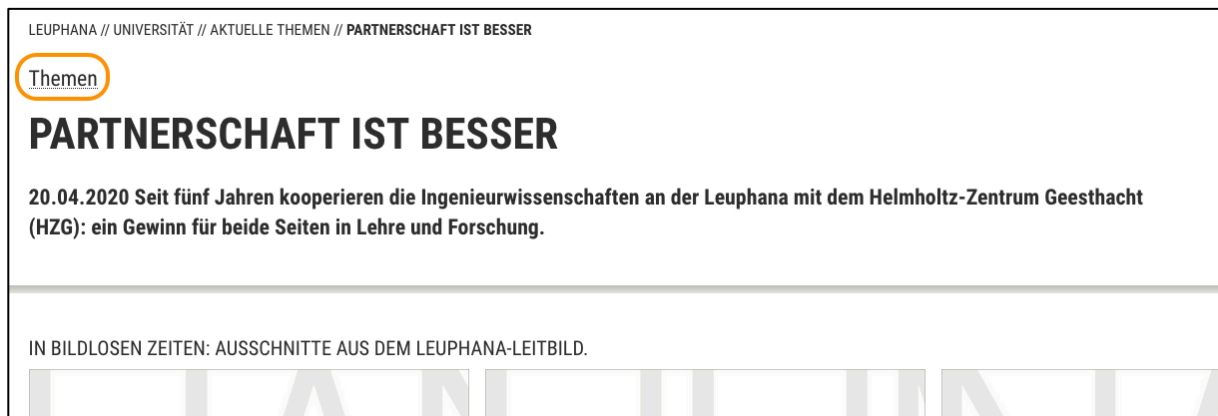 LEUPHANA // UNIVERSITÄT // AKTUELLE THEMEN // PARTNERSCHAFT IST BESSER
Themen
PARTNERSCHAFT IST BESSER
20.04.2020 Seit fünf Jahren kooperieren die Ingenieurwissenschaften an der Leuphana mit dem Helmholtz-Zentrum Geesthacht
(HZG): ein Gewinn für beide Seiten in Lehre und Forschung.
IN BILDLOSEN ZEITEN: AUSSCHNITTE AUS DEM LEUPHANA-LEITBILD.